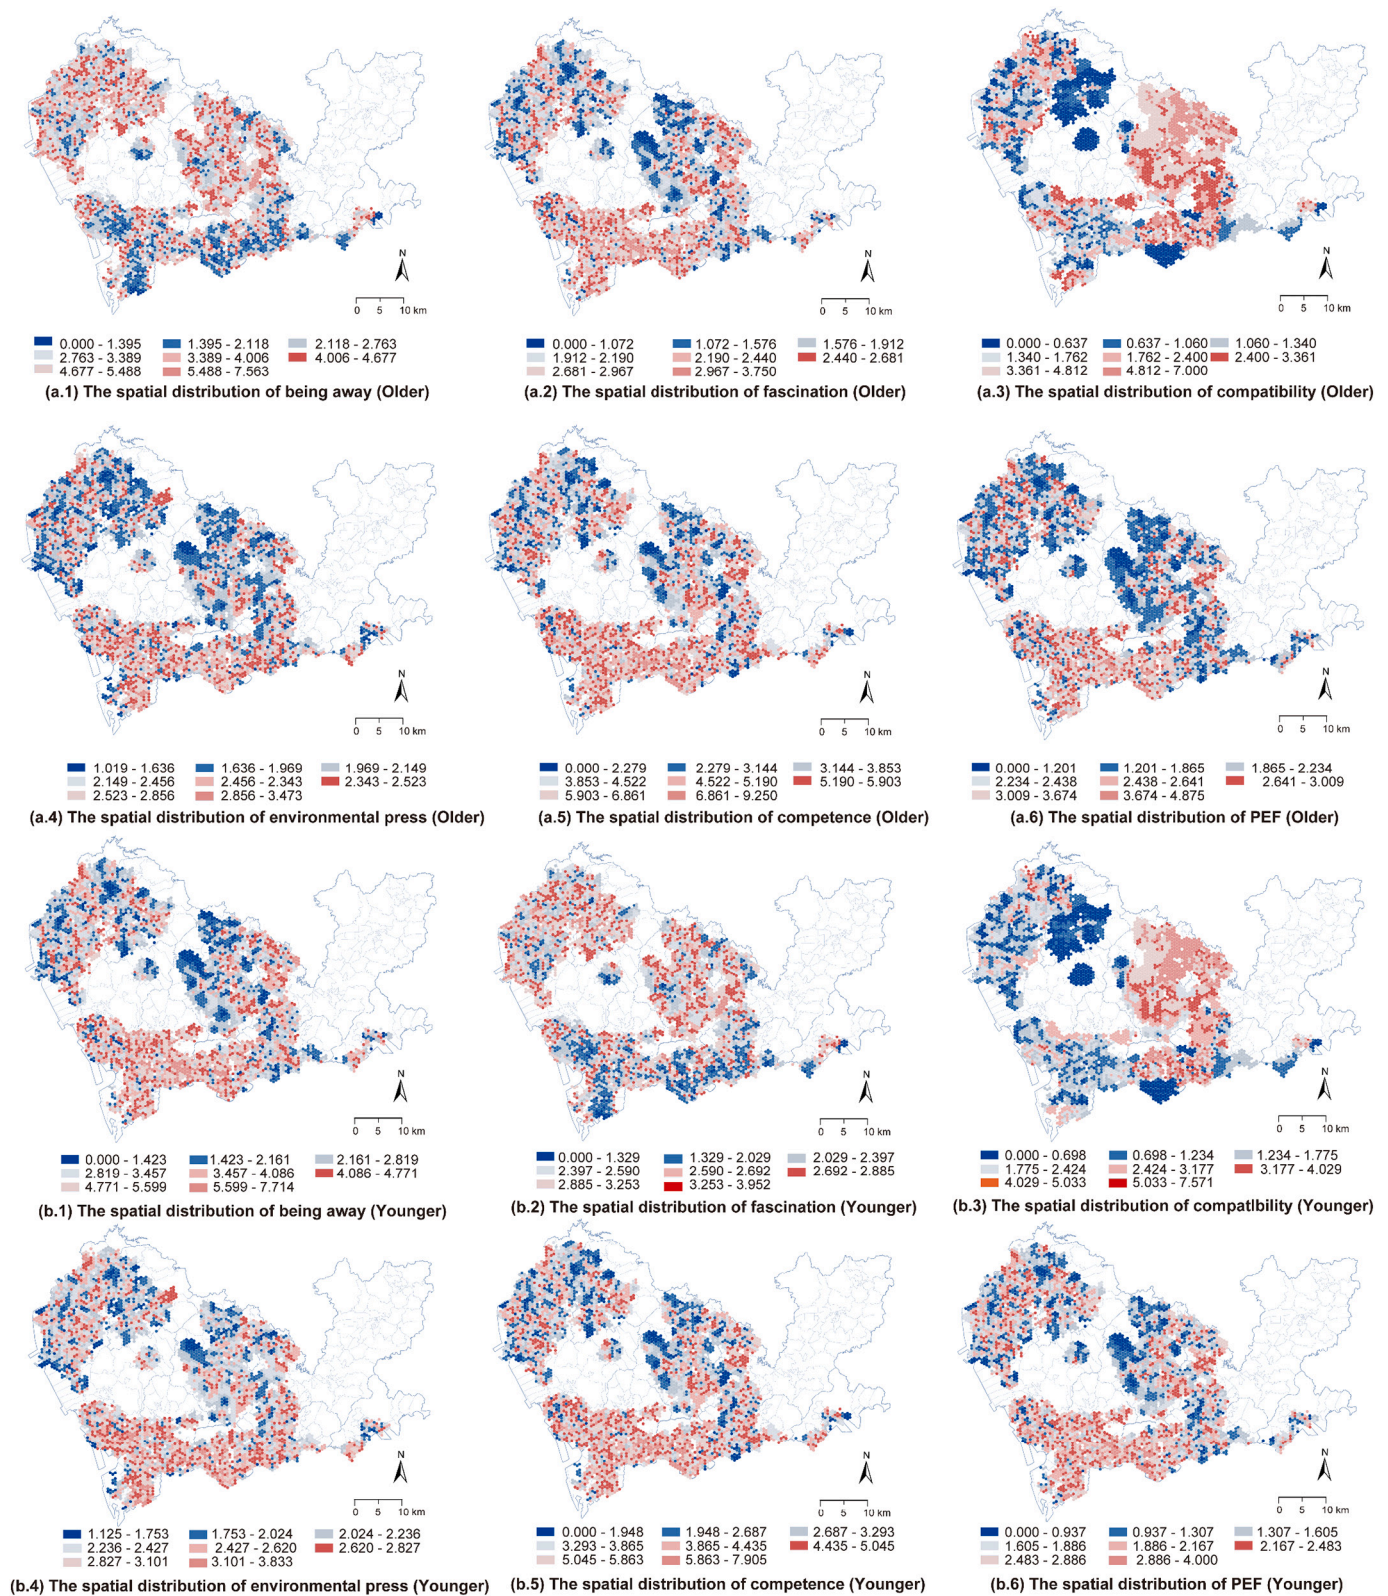 N N N
0 5 10 km 0 5 10 km 0 5 10 km
0.000 - 1.395 1.395 - 2.118 2.118 - 2.763
2.763 - 3.389 3.389 - 4.006 4.006 - 4.677
4.677 - 5.488 5.488 - 7.563
(a.1) The spatial distribution of being away (Older)
0.000 - 1.072 1.072 - 1.576 1.576 - 1.912
1.912 - 2.190 2.190 - 2.440 2.440 - 2.681
2.681 - 2.967 2.967 - 3.750
(a.2) The spatial distribution of fascination (Older)
0.000 - 0.637 0.637 - 1.060 1.060 - 1.340
1.340 - 1.762 1.762 - 2.400 2.400 - 3.361
3.361 - 4.812 4.812 - 7.000
(a.3) The spatial distribution of compatibility (Older)
N N N
0 5 10 km 0 5 10 km 0 5 10 km
1.019 - 1.636 1.636 - 1.969 1.969 - 2.149
2.149 - 2.456 2.456 - 2.343 2.343 - 2.523
2.523 - 2.856 2.856 - 3.473
(a.4) The spatial distribution of environmental press (Older)
0.000 - 2.279 2.279 - 3.144 3.144 - 3.853
3.853 - 4.522 4.522 - 5.190 5.190 - 5.903
5.903 - 6.861 6.861 - 9.250
(a.5) The spatial distribution of competence (Older)
0.000 - 1.201 1.201 - 1.865 1.865 - 2.234
2.234 - 2.438 2.438 - 2.641 2.641 - 3.009
3.009 - 3.674 3.674 - 4.875
(a.6) The spatial distribution of PEF (Older)
N N N
0 5 10 km 0 5 10 km 0 5 10 km
0.000 - 1.423 1.423 - 2.161 2.161 - 2.819
2.819 - 3.457 3.457 - 4.086 4.086 - 4.771
4.771 - 5.599 5.599 - 7.714
(b.1) The spatial distribution of being away (Younger)
0.000 - 1.329 1.329 - 2.029 2.029 - 2.397
2.397 - 2.590 2.590 - 2.692 2.692 - 2.885
2.885 - 3.253 3.253 - 3.952
(b.2) The spatial distribution of fascination (Younger)
0.000 - 0.698 0.698 - 1.234 1.234 - 1.775
1.775 - 2.424 2.424 - 3.177 3.177 - 4.029
4.029 - 5.033 5.033 - 7.571
(b.3) The spatial distribution of compatlbility (Younger)
N N N
0 5 10 km 0 5 10 km 0 5 10 km
1.125 - 1.753 1.753 - 2.024 2.024 - 2.236
2.236 - 2.427 2.427 - 2.620 2.620 - 2.827
2.827 - 3.101 3.101 - 3.833
(b.4) The spatial distribution of environmental press (Younger)
0.000 - 1.948 1.948 - 2.687 2.687 - 3.293
3.293 - 3.865 3.865 - 4.435 4.435 - 5.045
5.045 - 5.863 5.863 - 7.905
(b.5) The spatial distribution of competence (Younger)
0.000 - 0.937 0.937 - 1.307 1.307 - 1.605
1.605 - 1.886 1.886 - 2.167 2.167 - 2.483
2.483 - 2.886 2.886 - 4.000
(b.6) The spatial distribution of PEF (Younger)